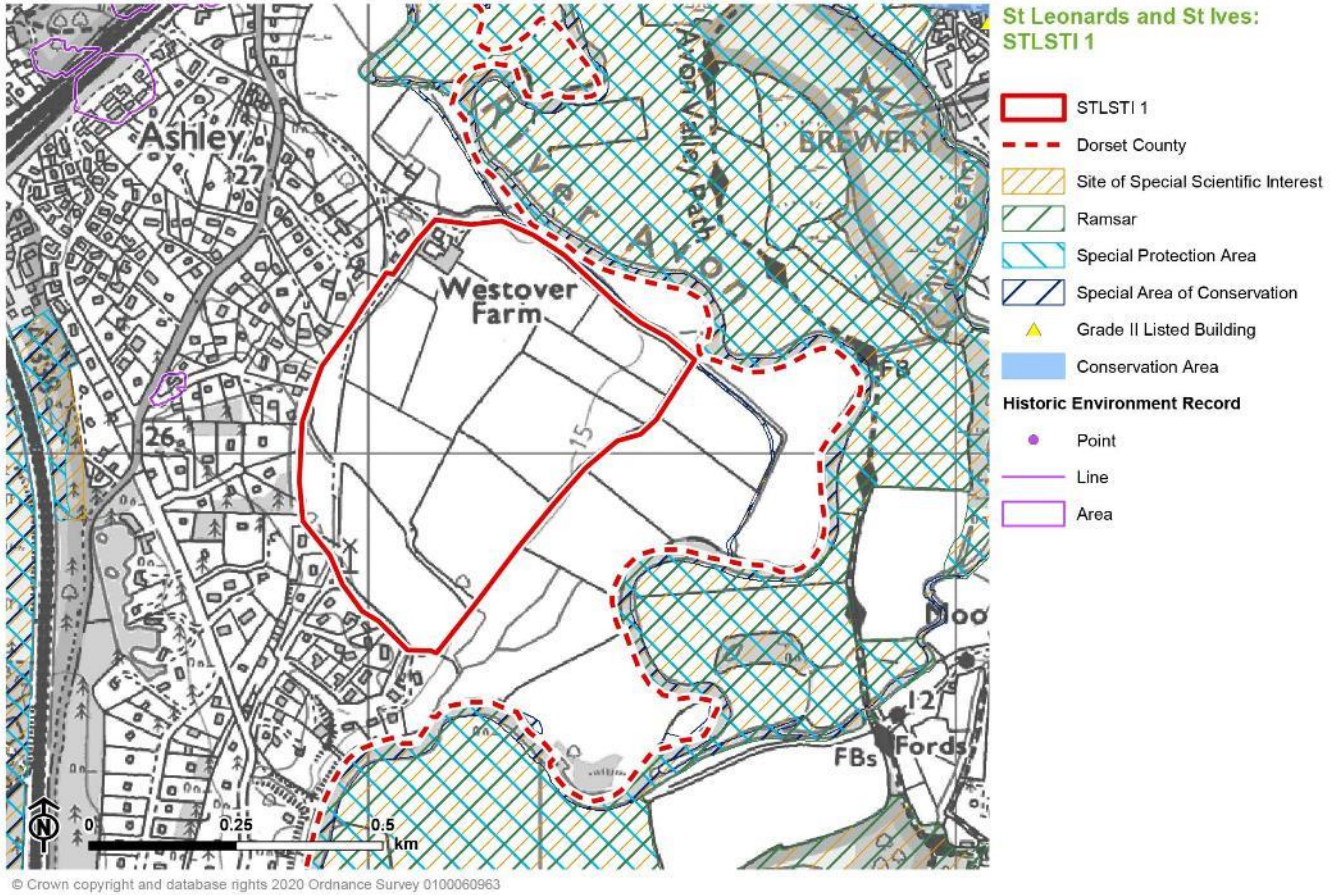 St Leonards and St Ives:
STLSTI 1
STLSTI 1
Dorset County
Site of Special Scientific Interest
Ramsar
Special Protection Area
Special Area of Conservation
Grade II Listed Building
Conservation Area
Historic Environment Record
Point
Line
Area
Ashley
27
River Avon
Avon Valley Path
BREWERY
Westover
Farm
FB
15
26
Moo
12
Fords
FBs
N
0 0.25 0.5
km
© Crown copyright and database rights 2020 Ordnance Survey 0100060963